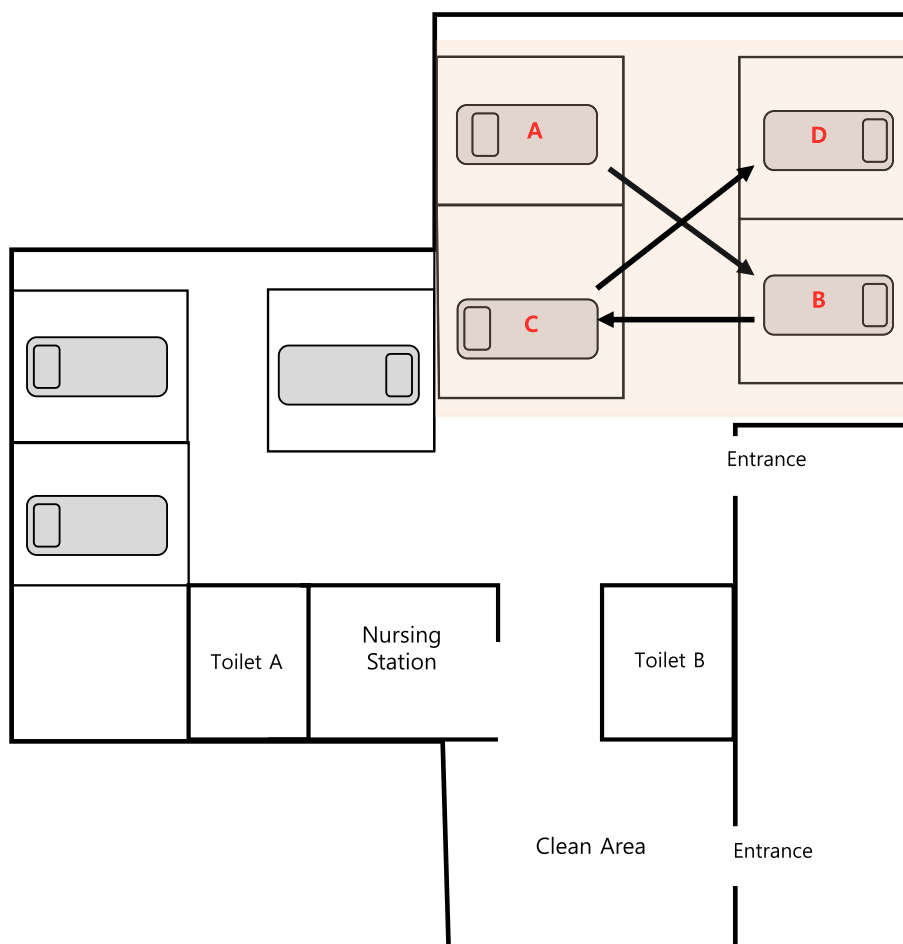 A
D
B
C
Entrance
Nursing
Station
Toilet A
Toilet B
Clean Area
Entrance